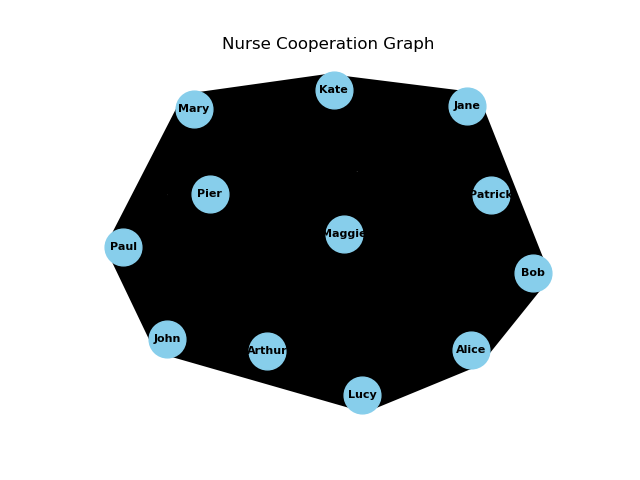 Nurse Cooperation Graph
Kate
Mary
Jane
Pier
Patrick
Maggie
Paul
Bob
John
Arthur
Alice
Lucy